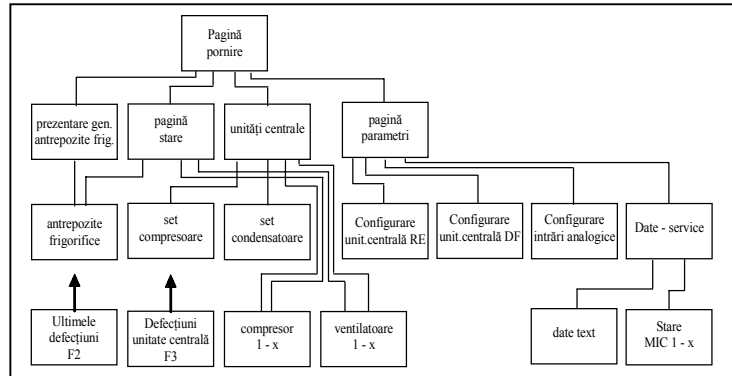 Pagină
pornire
prezentare gen.
antrepozite frig.
pagină
stare
unități centrale
pagină
parametri
antrepozite
frigorifice
set
compresoare
set
condensatoare
Configurare
unit.centrală RE
Configurare
unit.centrală DF
Configurare
intrări analogice
Date - service
Ultimele
defecțiuni
F2
Defecțiuni
unitate centrală
F3
compresor
1 - x
ventilatoare
1 - x
date text
Stare
MIC 1 - x